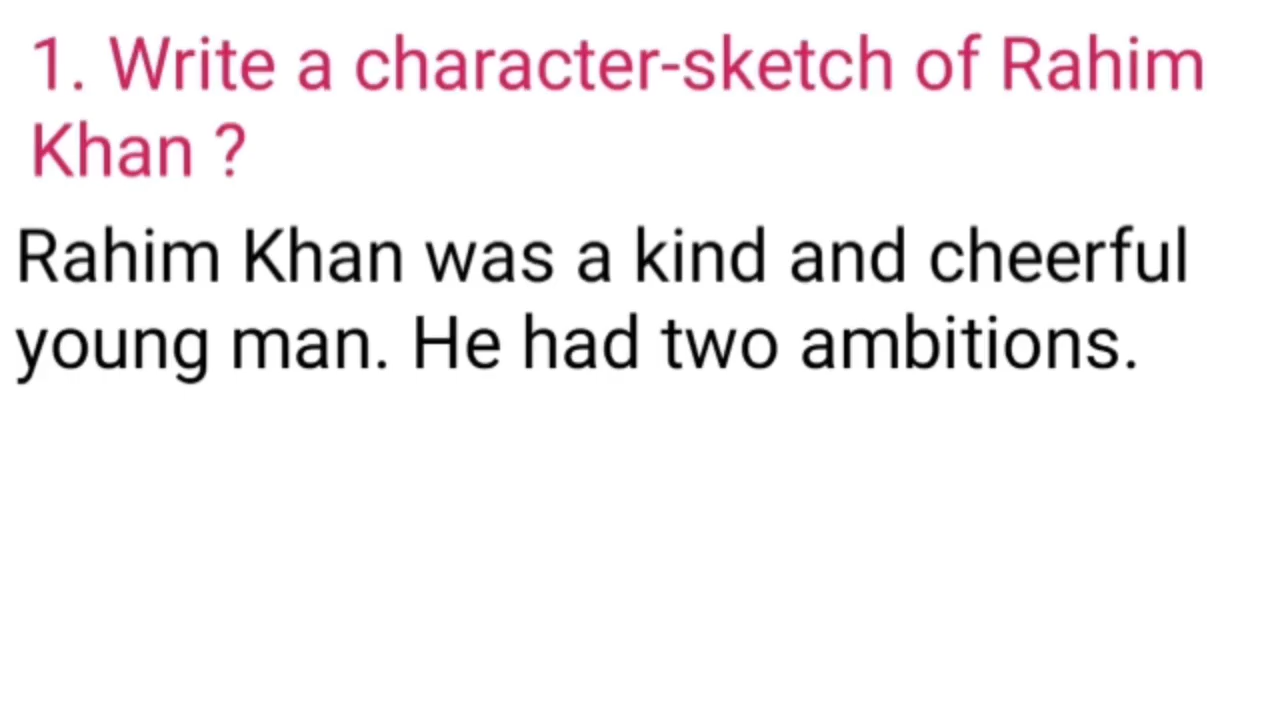 1. Write a character-sketch of Rahim
Khan ?
Rahim Khan was a kind and cheerful
young man. He had two ambitions.